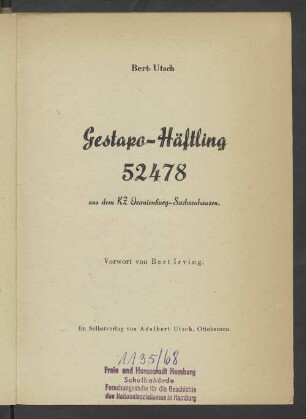 Bert Utsch
Gestapo-Häftling
52478
aus dem KZ Oranienburg-Sachsenhausen.
Vorwort von Bert Irving.
Im Selbstverlag von Adalbert Utsch, Ottobeuren.
1135/68
Freie und Hansestadt Hamburg
Schulbehörde
Forschungsstelle für die Geschichte
des Nationalsozialismus in Hamburg